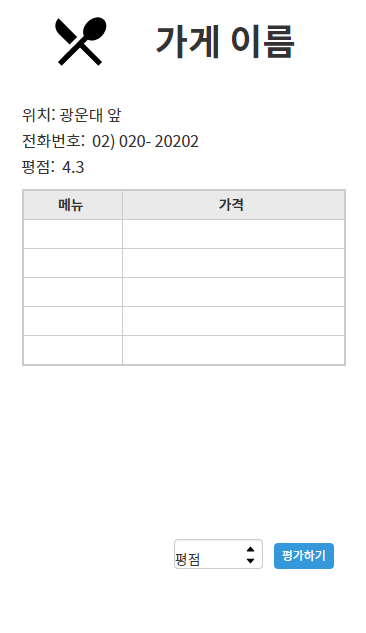 가게 이름
위치: 광운대 앞
전화번호: 02) 020- 20202
평점: 4.3
메뉴 가격
평점 평가하기